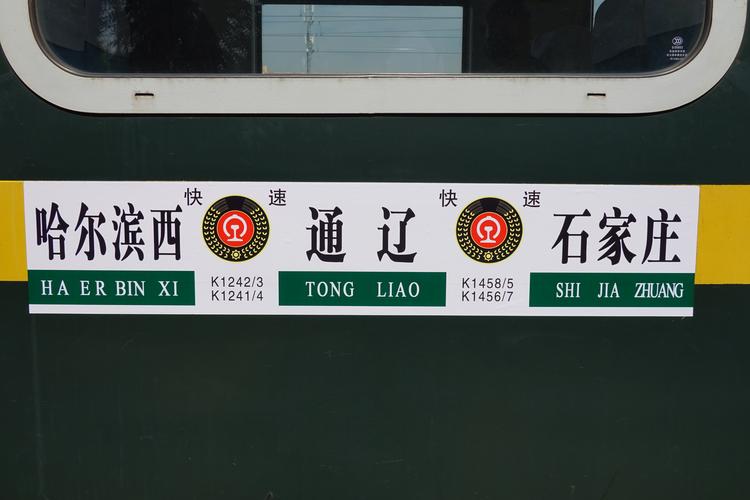 快 速 快 速
哈尔滨西 通辽 石家庄
K1242/3 K1458/5
HA ER BIN XI TONG LIAO SHI JIA ZHUANG
K1241/4 K1456/7